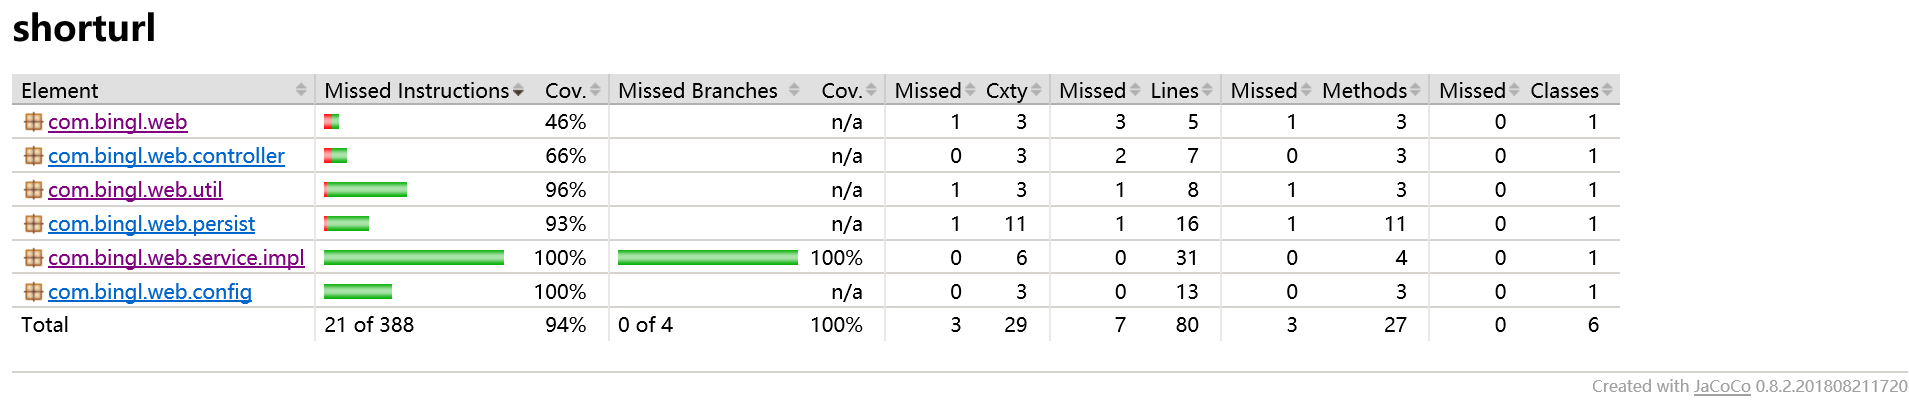 shorturl
Element Missed Instructions Cov. Missed Branches Cov. Missed Cxty Missed Lines Missed Methods Missed Classes
com.bingl.web 46% n/a 1 3 3 5 1 3 0 1
com.bingl.web.controller 66% n/a 0 3 2 7 0 3 0 1
com.bingl.web.util 96% n/a 1 3 1 8 1 3 0 1
com.bingl.web.persist 93% n/a 1 11 1 16 1 11 0 1
com.bingl.web.service.impl 100% 100% 0 6 0 31 0 4 0 1
com.bingl.web.config 100% n/a 0 3 0 13 0 3 0 1
Total 21 of 388 94% 0 of 4 100% 3 29 7 80 3 27 0 6
Created with JaCoCo 0.8.2.201808211720